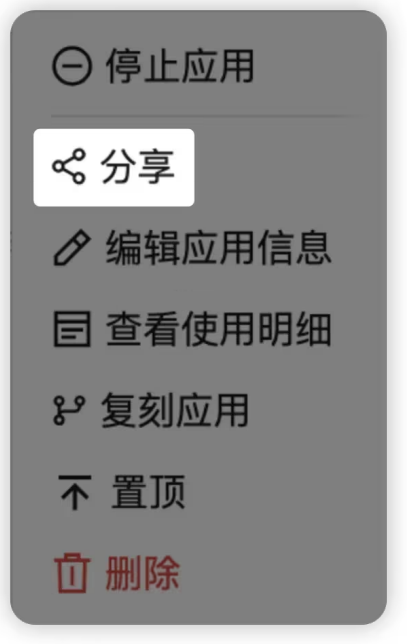 停止应用
分享
编辑应用信息
查看使用明细
复刻应用
置顶
删除